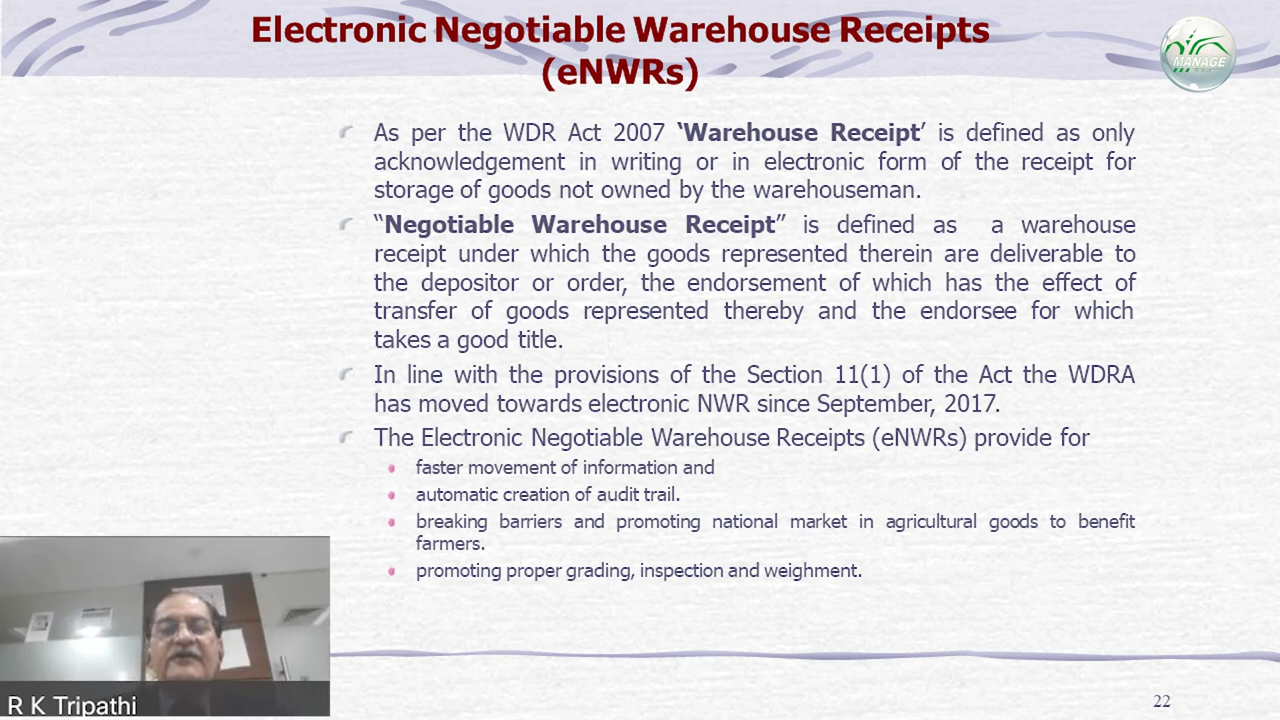 Electronic Negotiable Warehouse Receipts
(eNWRs)
MANAGE
As per the WDR Act 2007 ‘Warehouse Receipt’ is defined as only
acknowledgement in writing or in electronic form of the receipt for
storage of goods not owned by the warehouseman.
“Negotiable Warehouse Receipt” is defined as a warehouse
receipt under which the goods represented therein are deliverable to
the depositor or order, the endorsement of which has the effect of
transfer of goods represented thereby and the endorsee for which
takes a good title.
In line with the provisions of the Section 11(1) of the Act the WDRA
has moved towards electronic NWR since September, 2017.
The Electronic Negotiable Warehouse Receipts (eNWRs) provide for
faster movement of information and
automatic creation of audit trail.
breaking barriers and promoting national market in agricultural goods to benefit
farmers.
promoting proper grading, inspection and weighment.
R K Tripathi
22